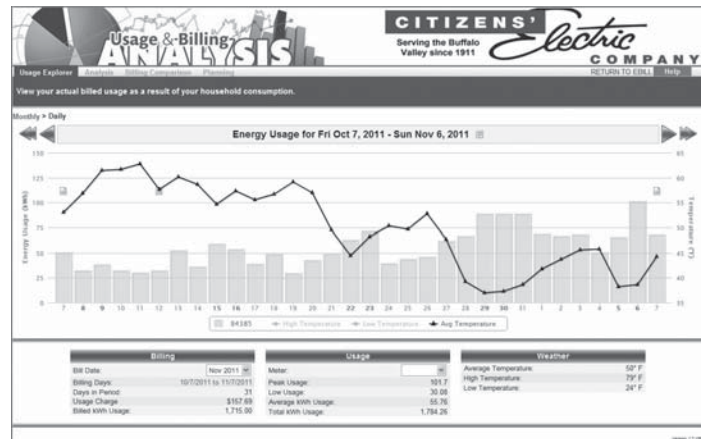 Usage & Billing
ANALYSIS
CITIZENS'
Electric
COMPANY
Serving the Buffalo
Valley since 1911
Usage Explorer Analysis Billing Comparison Planning RETURN TO EBILL Help
View your actual billed usage as a result of your household consumption.
Monthly > Daily
Energy Usage for Fri Oct 7, 2011 - Sun Nov 6, 2011
Energy Usage (kWh)
150
125
100
75
50
25
0
65
60
55
50
45
40
35
Temperature (°F)
7 8 9 10 11 12 13 14 15 16 17 18 19 20 21 22 23 24 25 26 27 28 29 30 31 1 2 3 4 5 6 7
84385 High Temperature Low Temperature Avg Temperature
Billing
Bill Date: Nov 2011
Billing Days: 10/7/2011 to 11/7/2011
Days in Period: 31
Usage Charge $157.69
Billed kWh Usage: 1,715.00
Usage
Meter:
Peak Usage: 101.7
Low Usage: 30.08
Average kWh Usage: 55.76
Total kWh Usage: 1,784.26
Weather
Average Temperature: 50° F
High Temperature: 79° F
Low Temperature: 24° F